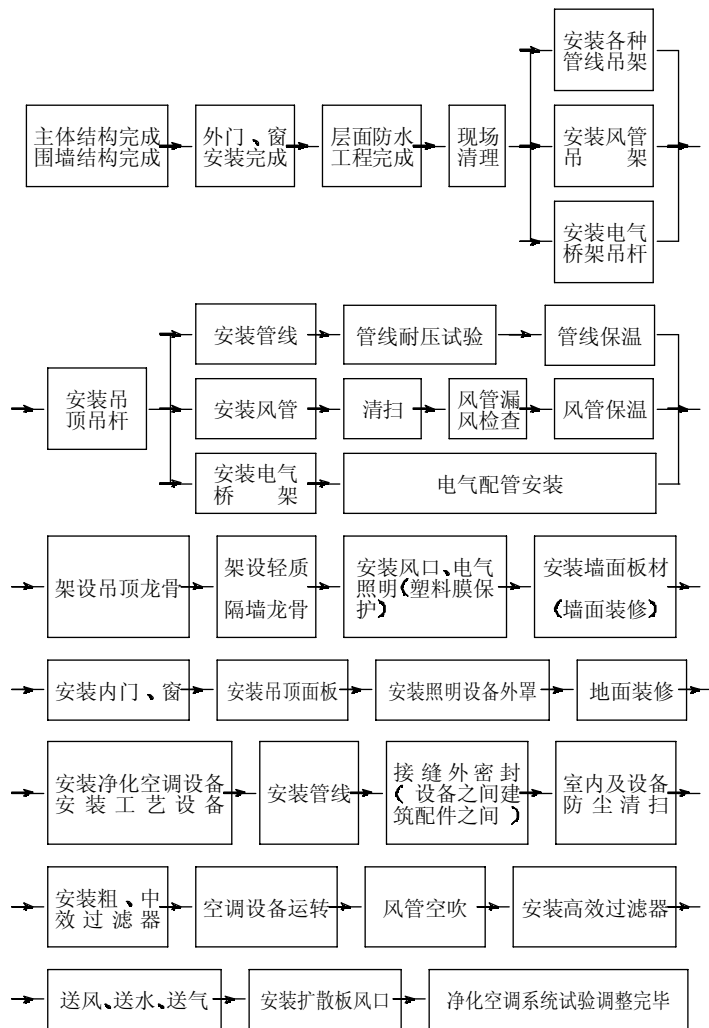 主体结构完成
围墙结构完成
外门、窗
安装完成
层面防水
工程完成
现场
清理
安装各种
管线吊架
安装风管
吊架
安装电气
桥架吊杆
安装吊
顶吊杆
安装管线
管线耐压试验
管线保温
安装风管
清扫
风管漏
风检查
风管保温
安装电气
桥架
电气配管安装
架设吊顶龙骨
架设轻质
隔墙龙骨
安装风口、电气
照明(塑料膜保
护)
安装墙面板材
(墙面装修)
安装内门、窗
安装吊顶面板
安装照明设备外罩
地面装修
安装净化空调设备
安装工艺设备
安装管线
接缝外密封
(设备之间建
筑配件之间)
室内及设备
防尘清扫
安装粗、中
效过滤器
空调设备运转
风管空吹
安装高效过滤器
送风、送水、送气
安装扩散板风口
净化空调系统试验调整完毕